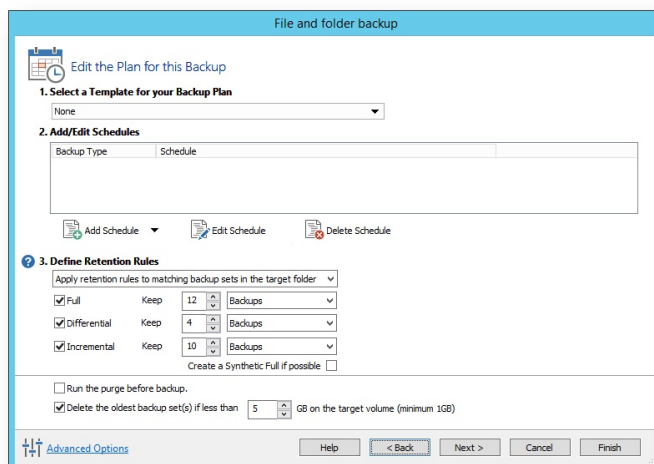 File and folder backup
Edit the Plan for this Backup
1. Select a Template for your Backup Plan
None
2. Add/Edit Schedules
Backup Type Schedule
Add Schedule Edit Schedule Delete Schedule
? 3. Define Retention Rules
Apply retention rules to matching backup sets in the target folder
Full Keep 12 Backups
Differential Keep 4 Backups
Incremental Keep 10 Backups
Create a Synthetic Full if possible
Run the purge before backup.
Delete the oldest backup set(s) if less than 5 GB on the target volume (minimum 1GB)
Advanced Options Help < Back Next > Cancel Finish